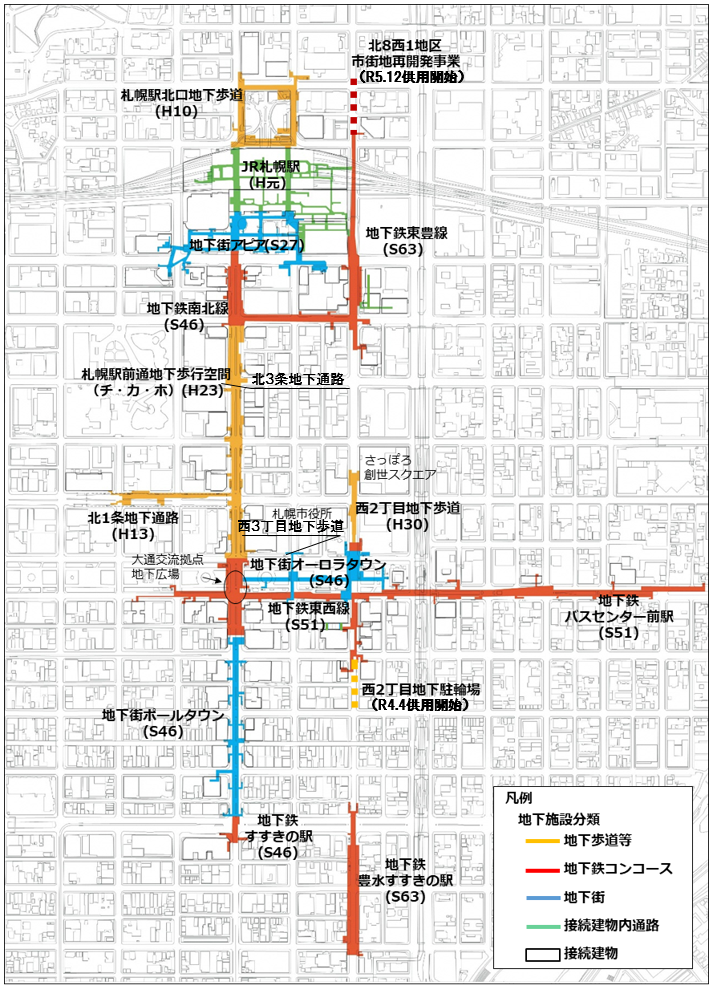 北8西1地区
市街地再開発事業
（R5.12供用開始）
札幌駅北口地下歩道
(H10)
JR札幌駅
(H元)
地下街アピア(S27)
地下鉄東豊線
(S63)
地下鉄南北線
(S46)
札幌駅前通地下歩行空間
（チ・カ・ホ）(H23)
北3条地下通路
さっぽろ
創世スクエア
北1条地下通路
(H13)
札幌市役所
西3丁目地下歩道
西2丁目地下歩道
(H30)
大通交流拠点
地下広場
地下街オーロラタウン
(S46)
地下鉄東西線
(S51)
地下鉄
バスセンター前駅
(S51)
西2丁目地下駐輪場
（R4.4供用開始）
地下街ポールタウン
(S46)
地下鉄
すすきの駅
(S46)
地下鉄
豊水すすきの駅
(S63)
凡例
地下施設分類
地下歩道等
地下鉄コンコース
地下街
接続建物内通路
接続建物